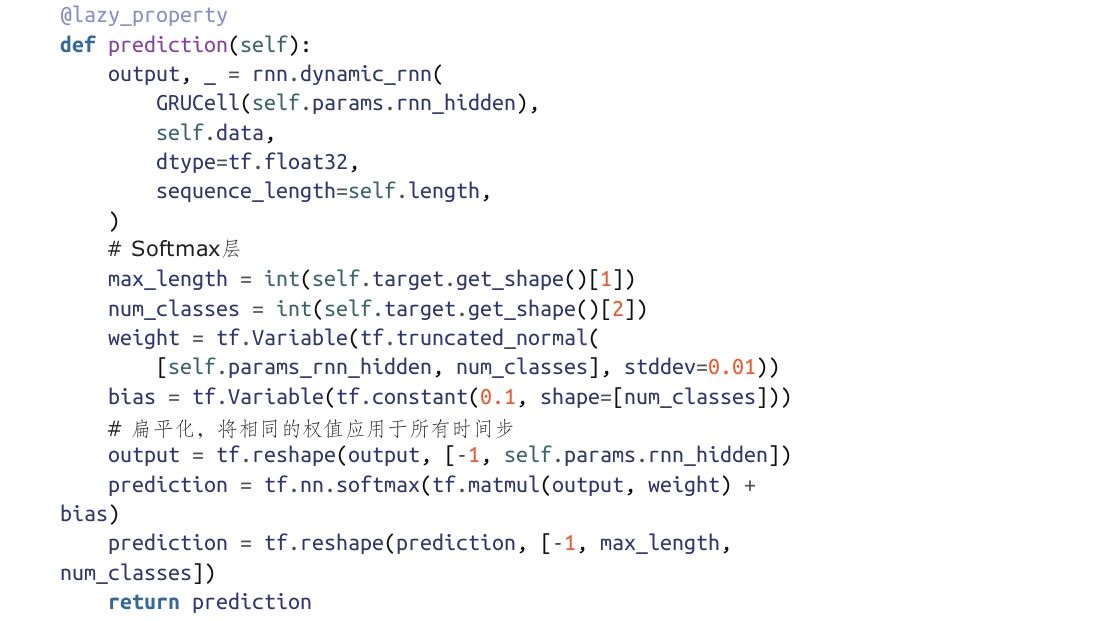 @lazy_property
def prediction(self):
    output, _ = rnn.dynamic_rnn(
        GRUCell(self.params.rnn_hidden),
        self.data,
        dtype=tf.float32,
        sequence_length=self.length,
    )
    # Softmax层
    max_length = int(self.target.get_shape()[1])
    num_classes = int(self.target.get_shape()[2])
    weight = tf.Variable(tf.truncated_normal(
        [self.params_rnn_hidden, num_classes], stddev=0.01))
    bias = tf.Variable(tf.constant(0.1, shape=[num_classes]))
    # 扁平化，将相同的权值应用于所有时间步
    output = tf.reshape(output, [-1, self.params.rnn_hidden])
    prediction = tf.nn.softmax(tf.matmul(output, weight) +
bias)
    prediction = tf.reshape(prediction, [-1, max_length,
num_classes])
    return prediction